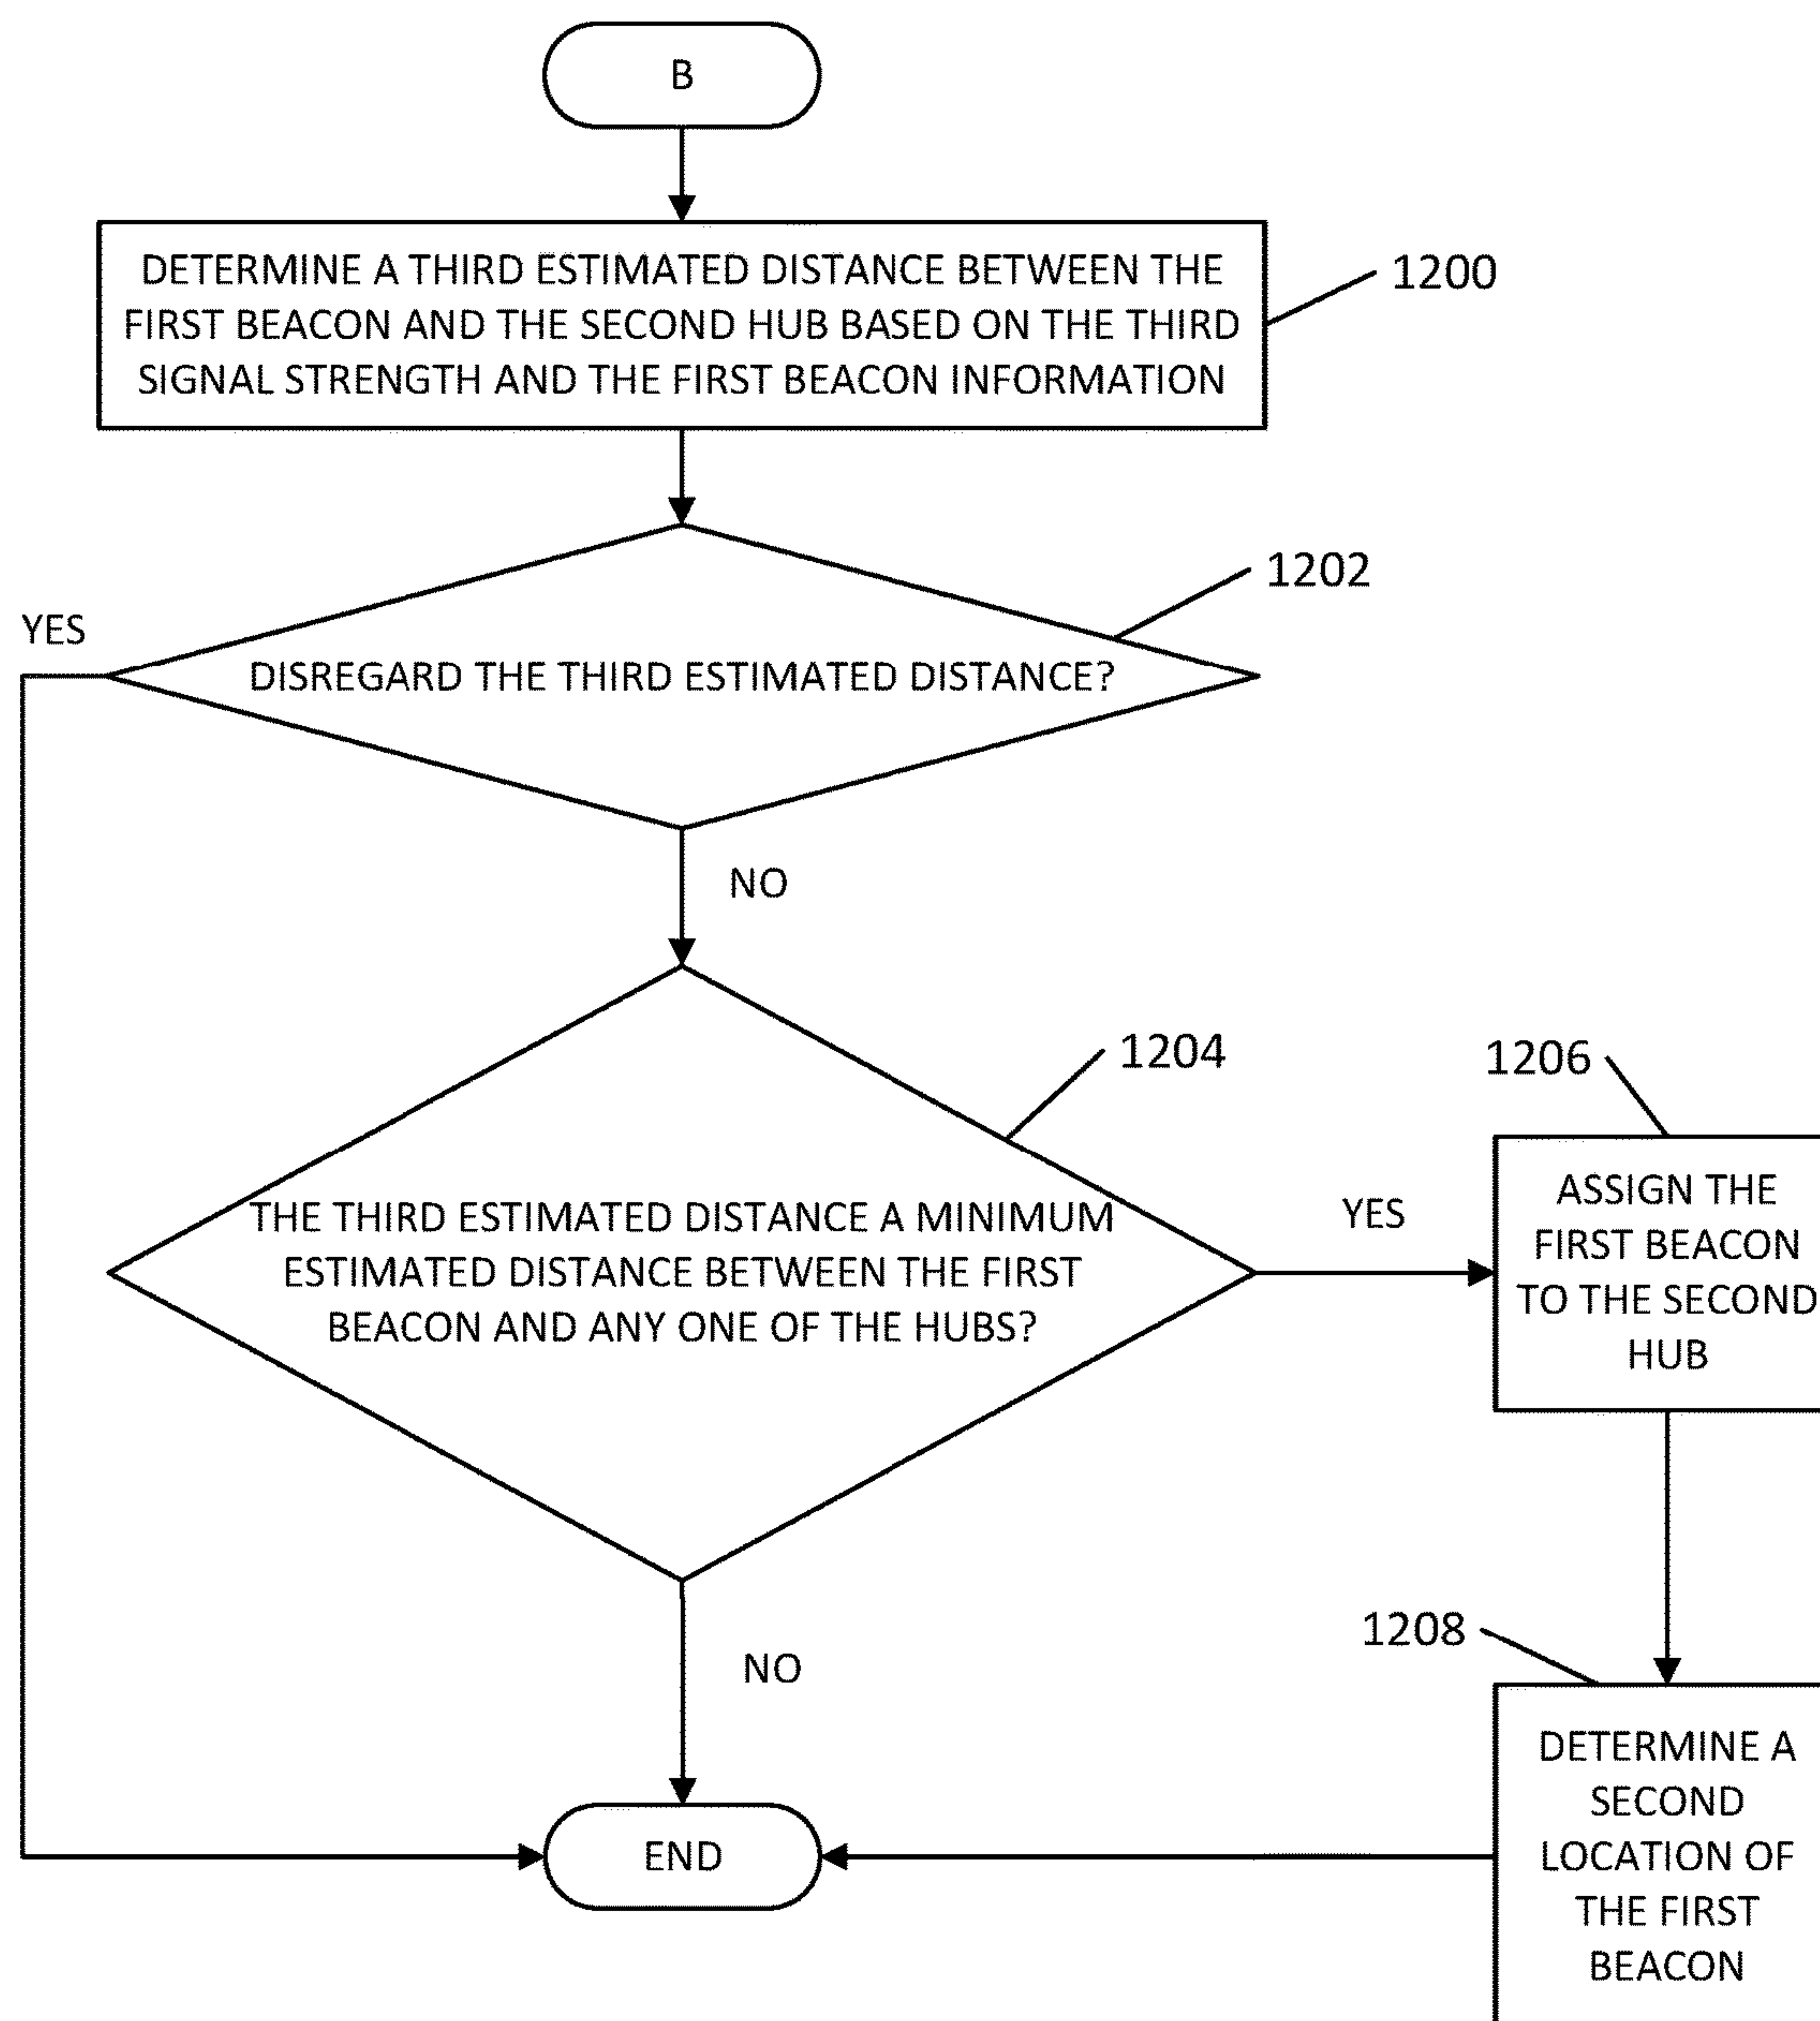 B
DETERMINE A THIRD ESTIMATED DISTANCE BETWEEN THE
FIRST BEACON AND THE SECOND HUB BASED ON THE THIRD
SIGNAL STRENGTH AND THE FIRST BEACON INFORMATION
1200
1202
YES
DISREGARD THE THIRD ESTIMATED DISTANCE?
NO
1204
THE THIRD ESTIMATED DISTANCE A MINIMUM
ESTIMATED DISTANCE BETWEEN THE FIRST
BEACON AND ANY ONE OF THE HUBS?
YES
1206
ASSIGN THE
FIRST BEACON
TO THE SECOND
HUB
NO
1208
DETERMINE A
SECOND
LOCATION OF
THE FIRST
BEACON
END